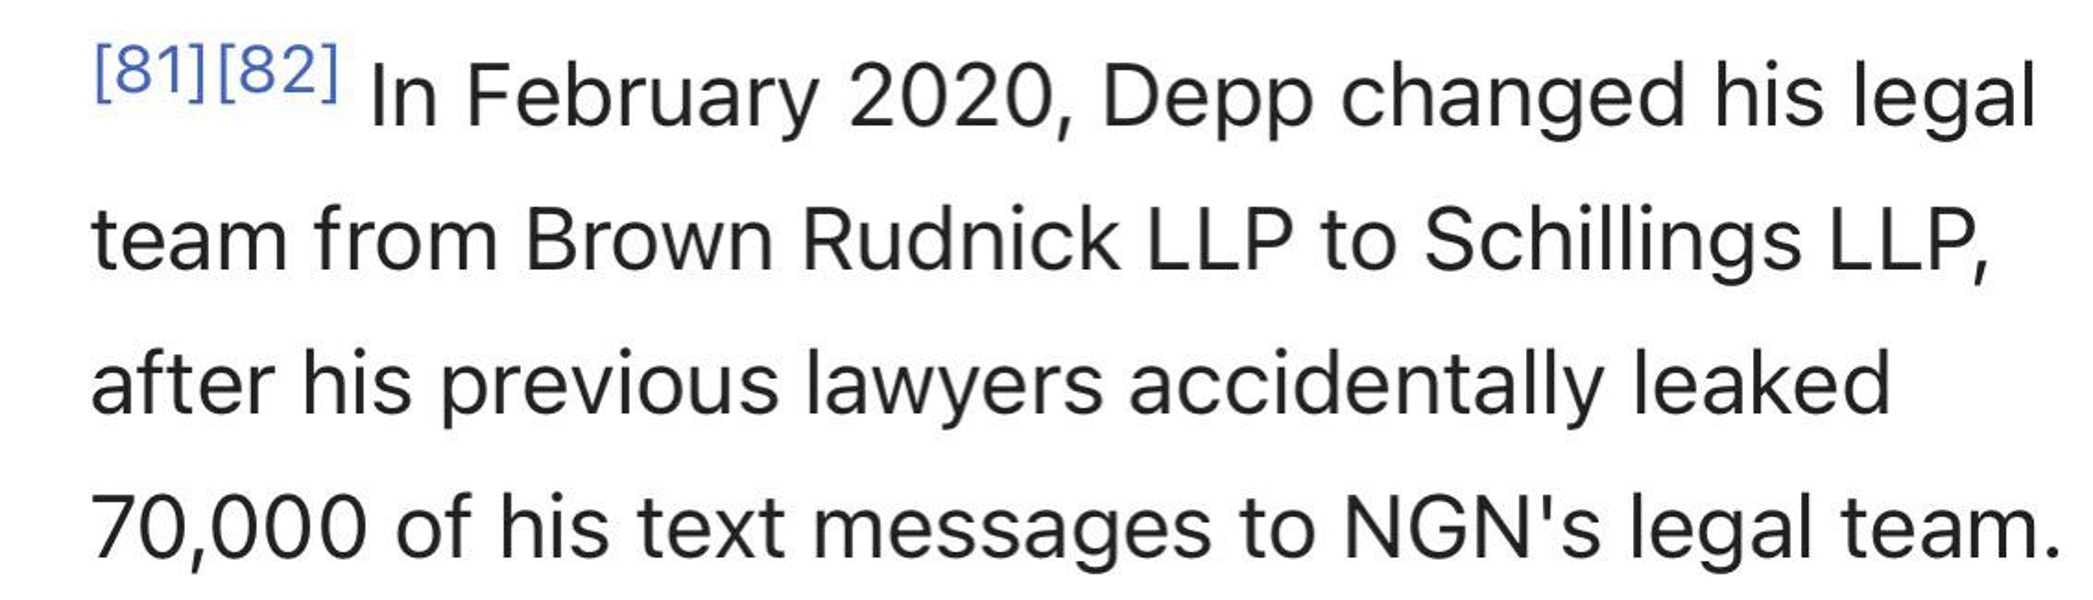 [81][82] In February 2020, Depp changed his legal
team from Brown Rudnick LLP to Schillings LLP,
after his previous lawyers accidentally leaked
70,000 of his text messages to NGN's legal team.